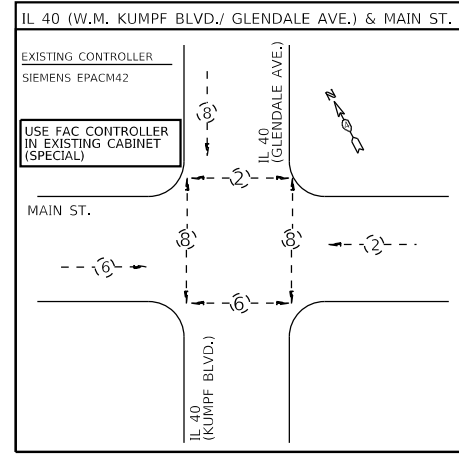 IL 40 (W.M. KUMPF BLVD./ GLENDALE AVE.) & MAIN ST.
EXISTING CONTROLLER
SIEMENS EPACM42
USE FAC CONTROLLER
IN EXISTING CABINET
(SPECIAL)
IL 40
(GLENDALE AVE.)
N
8
2
MAIN ST.
8
8
2
6
6
IL 40
(KUMPF BLVD.)